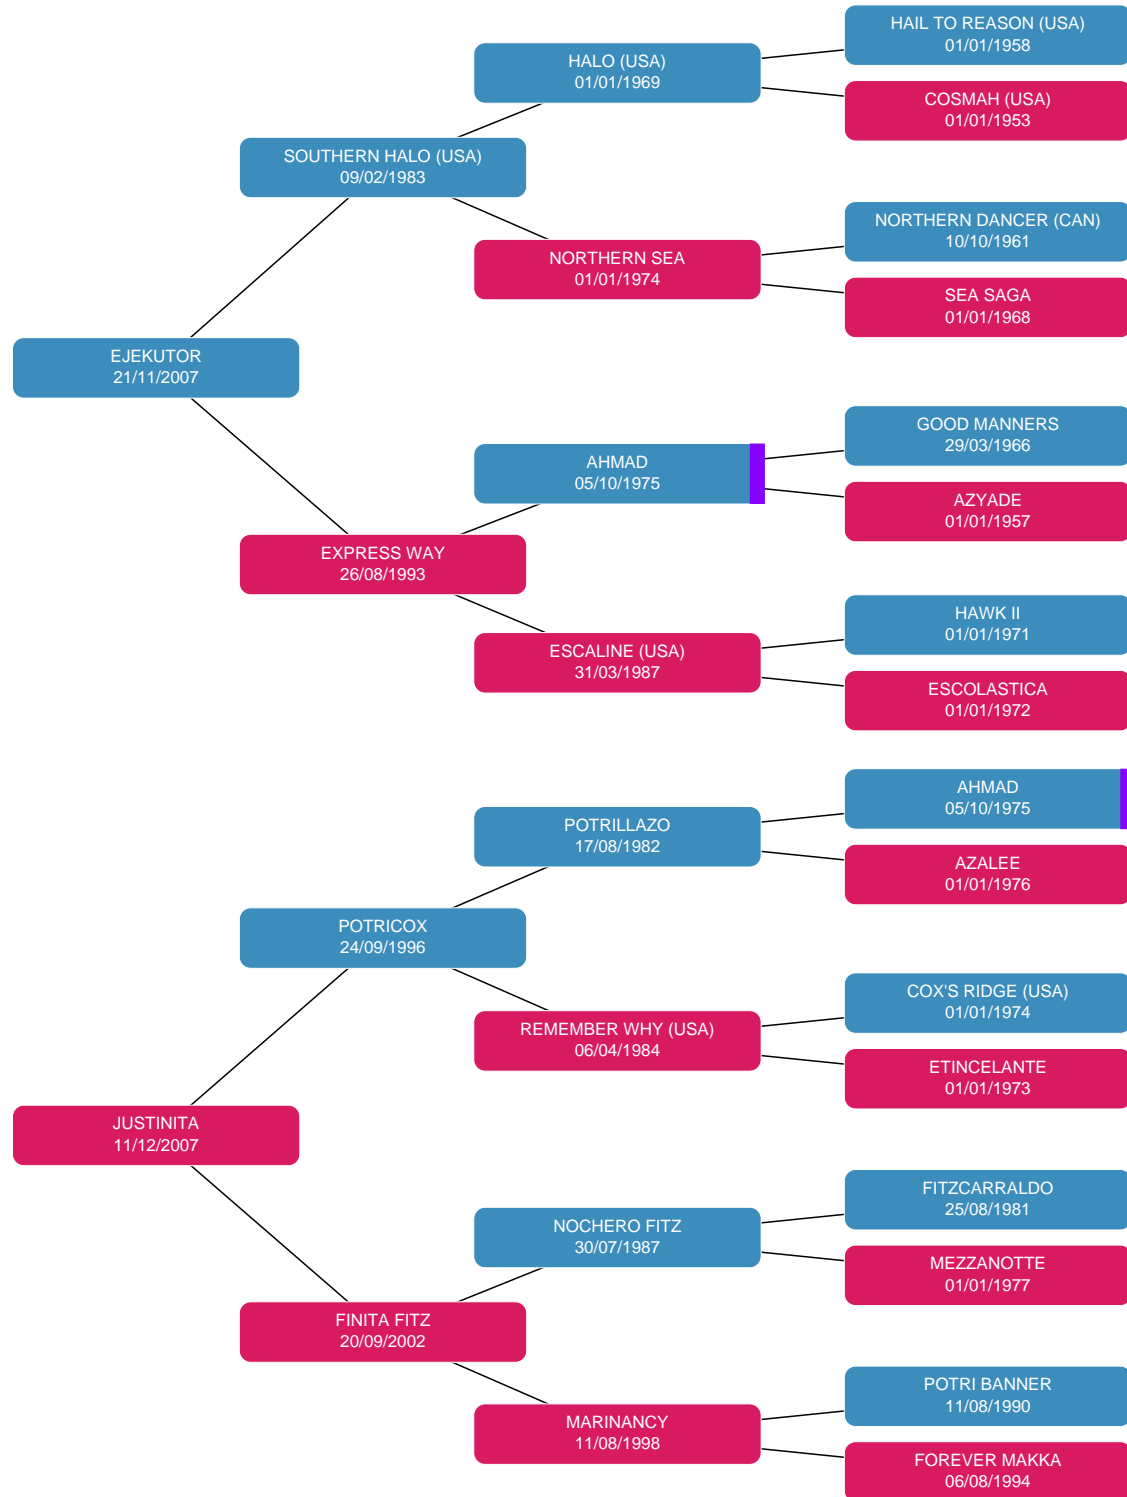 HAIL TO REASON (USA)
01/01/1958
HALO (USA)
01/01/1969
COSMAH (USA)
01/01/1953
SOUTHERN HALO (USA)
09/02/1983
NORTHERN DANCER (CAN)
10/10/1961
NORTHERN SEA
01/01/1974
SEA SAGA
01/01/1968
EJEKUTOR
21/11/2007
GOOD MANNERS
29/03/1966
AHMAD
05/10/1975
AZYADE
01/01/1957
EXPRESS WAY
26/08/1993
HAWK II
01/01/1971
ESCALINE (USA)
31/03/1987
ESCOLASTICA
01/01/1972
AHMAD
05/10/1975
POTRILLAZO
17/08/1982
AZALEE
01/01/1976
POTRICOX
24/09/1996
COX'S RIDGE (USA)
01/01/1974
REMEMBER WHY (USA)
06/04/1984
ETINCELANTE
01/01/1973
JUSTINITA
11/12/2007
FITZCARRALDO
25/08/1981
NOCHERO FITZ
30/07/1987
MEZZANOTTE
01/01/1977
FINITA FITZ
20/09/2002
POTRI BANNER
11/08/1990
MARINANCY
11/08/1998
FOREVER MAKKA
06/08/1994